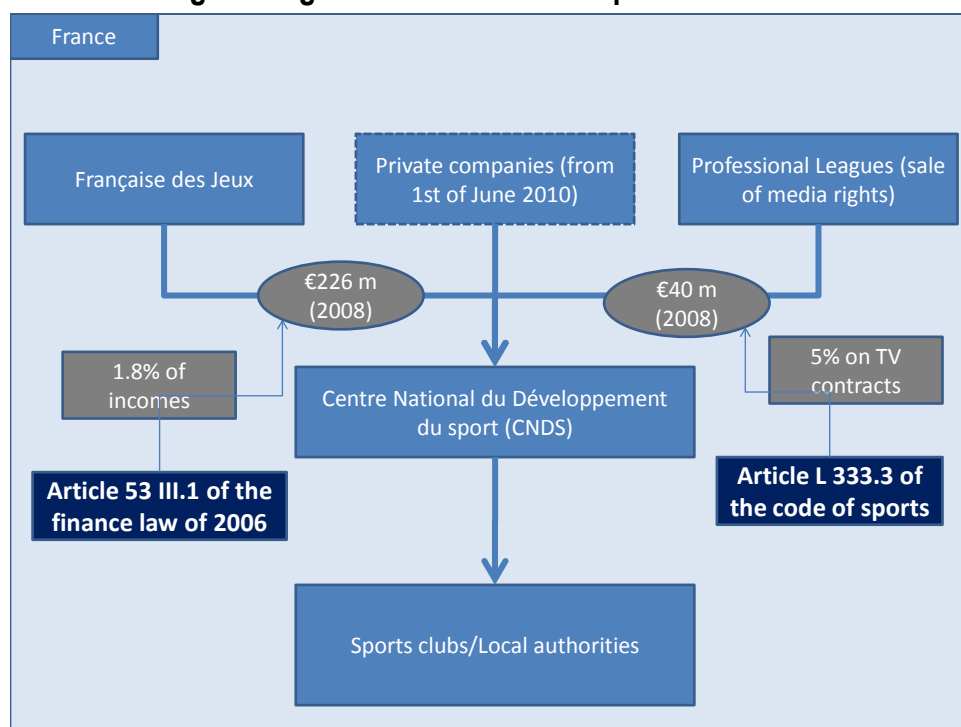 France
Française des Jeux
Private companies (from
1st of June 2010)
Professional Leagues (sale
of media rights)
€226 m
(2008)
€40 m
(2008)
1.8% of
incomes
5% on TV
contracts
Centre National du Développement
du sport (CNDS)
Article 53 III.1 of the
finance law of 2006
Article L 333.3 of
the code of sports
Sports clubs/Local authorities